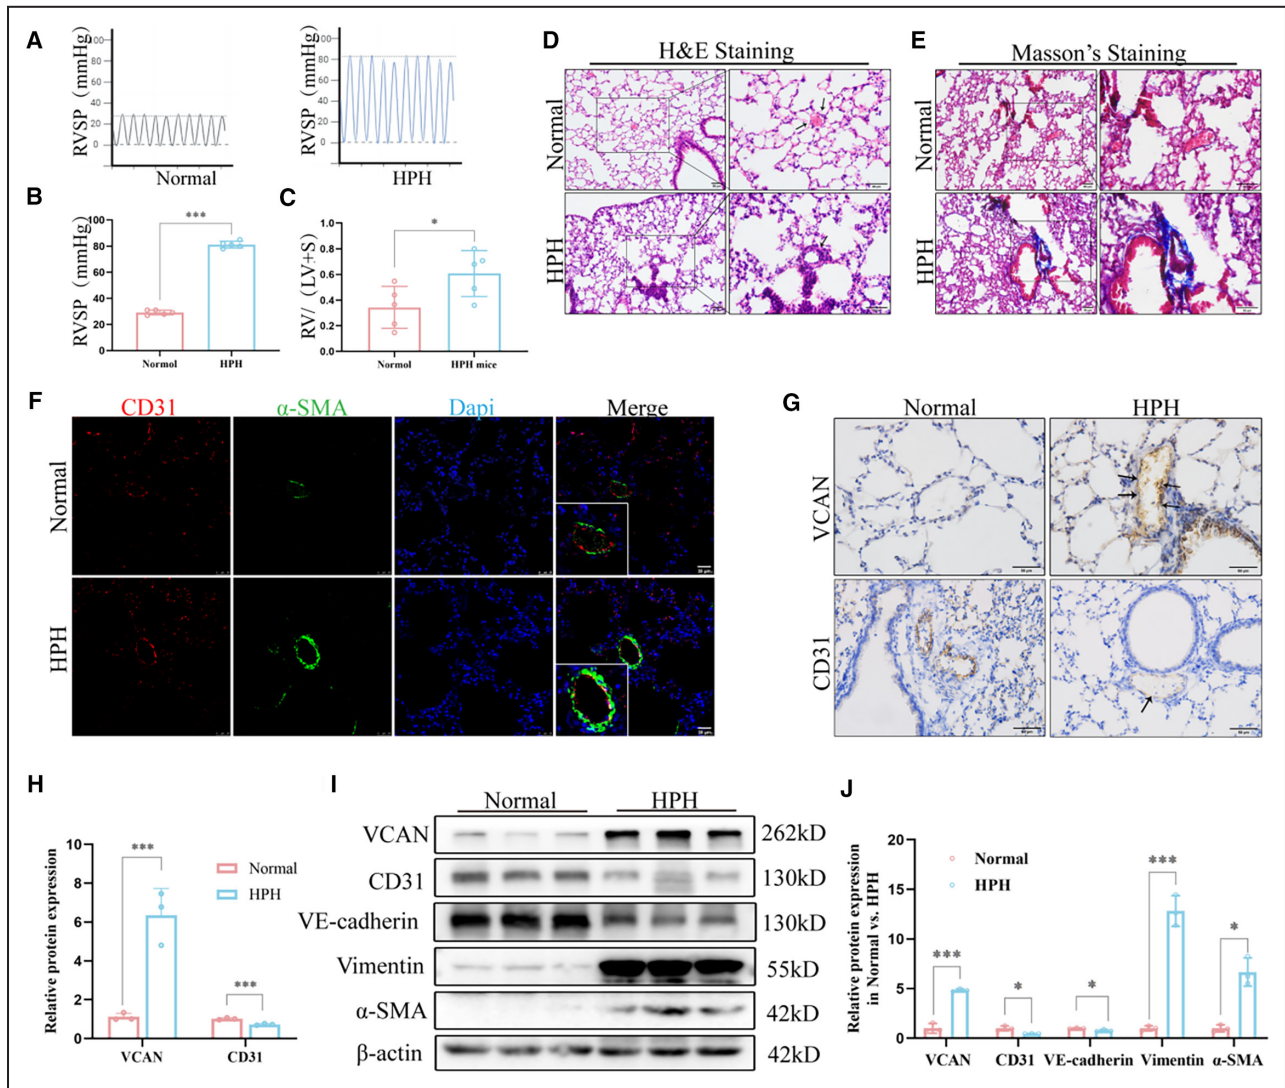 A
RVSP (mmHg)
100
80
60
40
20
0
Normal
RVSP (mmHg)
100
80
60
40
20
0
HPH
B
RVSP (mmHg)
100
80
60
40
20
0
***
Normol
HPH
C
RV/ (LV+S)
1.0
0.8
0.6
0.4
0.2
0.0
*
Normol
HPH mice
D
H&E Staining
Normal
HPH
E
Masson's Staining
Normal
HPH
F
CD31
α-SMA
Dapi
Merge
Normal
HPH
G
Normal
HPH
VCAN
CD31
H
Relative protein expression
10
8
6
4
2
0
***
***
Normal
HPH
VCAN
CD31
I
Normal
HPH
VCAN
262kD
CD31
130kD
VE-cadherin
130kD
Vimentin
55kD
α-SMA
42kD
β-actin
42kD
J
Relative protein expression
in Normal vs. HPH
20
15
10
5
0
Normal
HPH
***
*
*
***
*
VCAN
CD31
VE-cadherin
Vimentin
α-SMA